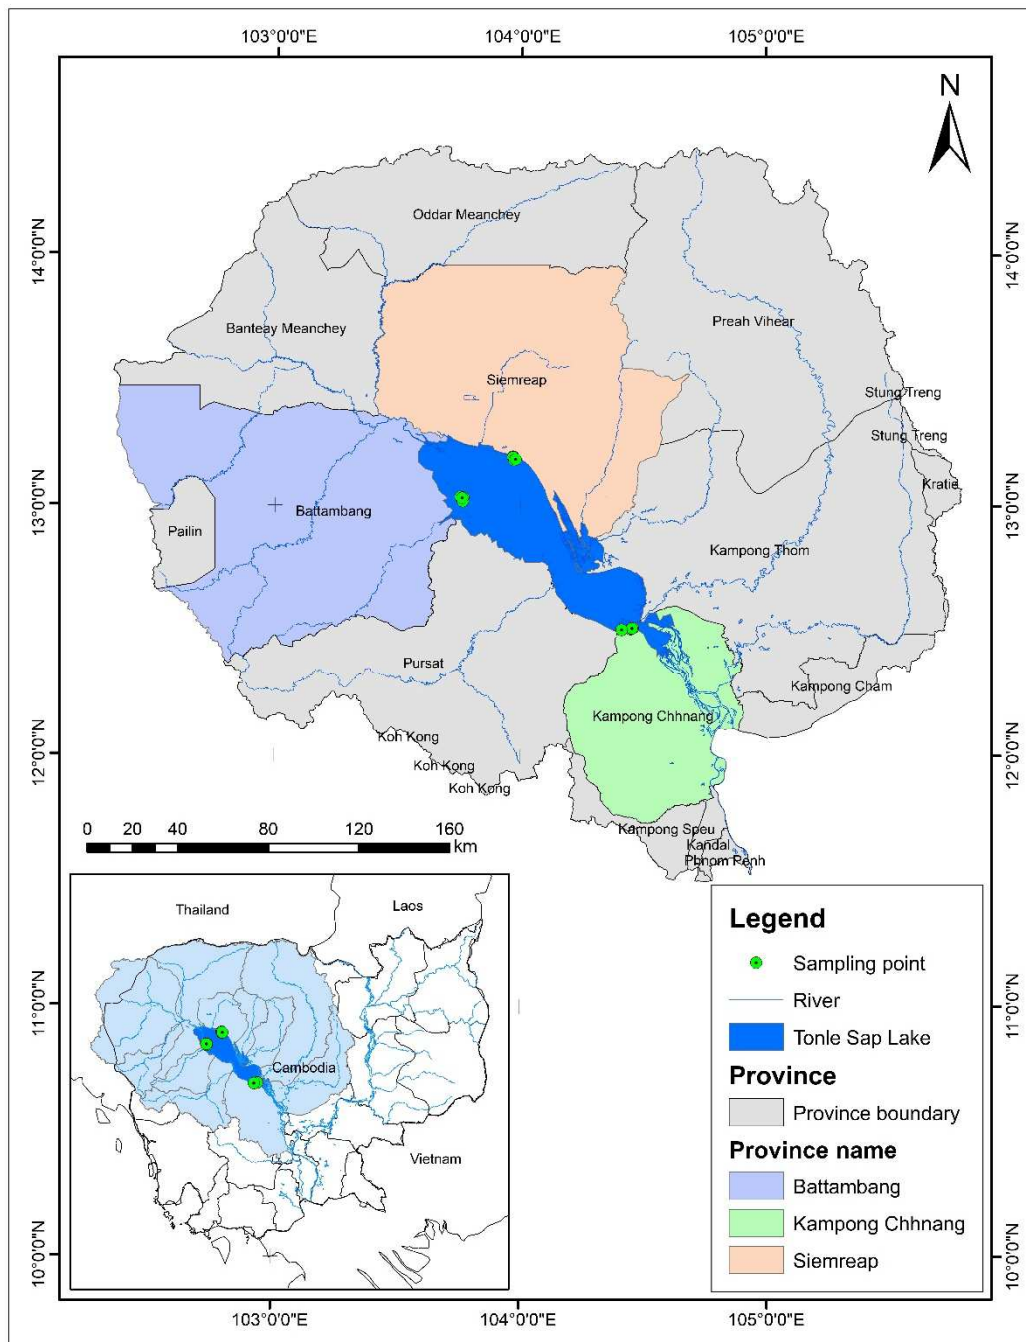 103°0'0"E 104°0'0"E 105°0'0"E
N
14°0'0"N
14°0'0"N
13°0'0"N
13°0'0"N
12°0'0"N
12°0'0"N
11°0'0"N
11°0'0"N
10°0'0"N
10°0'0"N
Oddar Meanchey
Banteay Meanchey
Preah Vihear
Siemreap
Stung Treng
Stung Treng
Kratie
Battambang
Pailin
Kampong Thom
Pursat
Kampong Cham
Kampong Chhnang
Koh Kong
Koh Kong
Koh Kong
Kampong Speu
Kandal
Phnom Penh
0 20 40 80 120 160
km
Thailand
Laos
Cambodia
Vietnam
Legend
Sampling point
River
Tonle Sap Lake
Province
Province boundary
Province name
Battambang
Kampong Chhnang
Siemreap
103°0'0"E 104°0'0"E 105°0'0"E